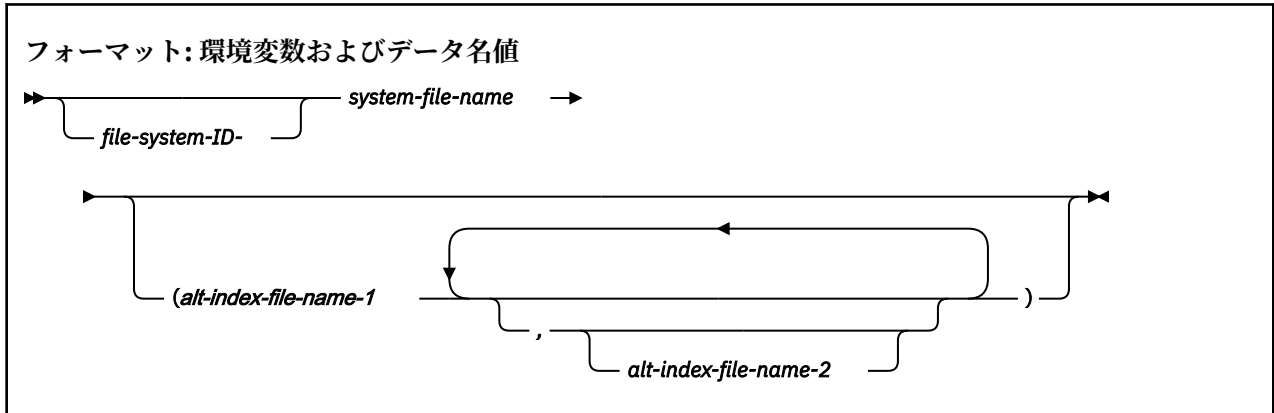 フォーマット: 環境変数およびデータ名値
system-file-name
file-system-ID-
(alt-index-file-name-1
)
,
alt-index-file-name-2